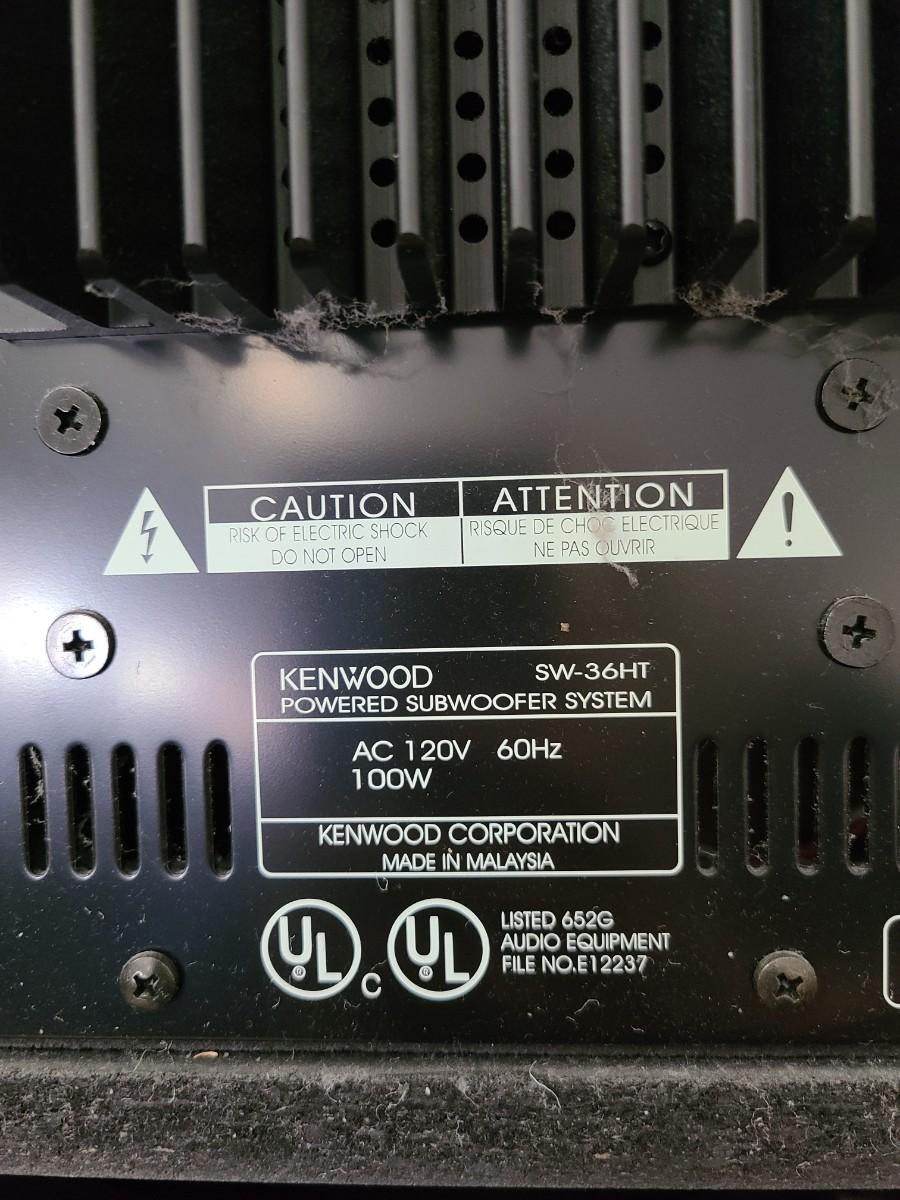 CAUTION
RISK OF ELECTRIC SHOCK
DO NOT OPEN
ATTENTION
RISQUE DE CHOC ELECTRIQUE
NE PAS OUVRIR
KENWOOD SW-36HT
POWERED SUBWOOFER SYSTEM
AC 120V 60Hz
100W
KENWOOD CORPORATION
MADE IN MALAYSIA
UL ® C UL ®
LISTED 652G
AUDIO EQUIPMENT
FILE NO.E12237